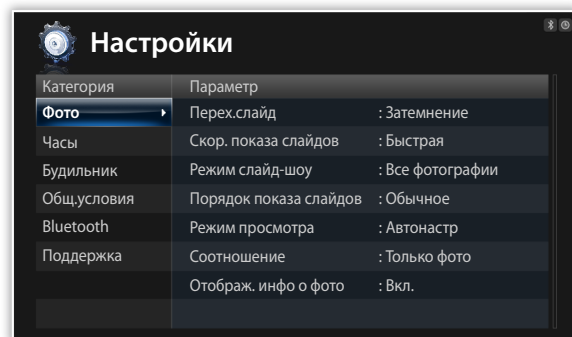 Настройки
Категория Параметр
Фото Перех.слайд : Затемнение
Часы Скор. показа слайдов : Быстрая
Будильник Режим слайд-шоу : Все фотографии
Общ.условия Порядок показа слайдов : Обычное
Bluetooth Режим просмотра : Автонастр
Поддержка Соотношение : Только фото
Отображ. инфо о фото : Вкл.